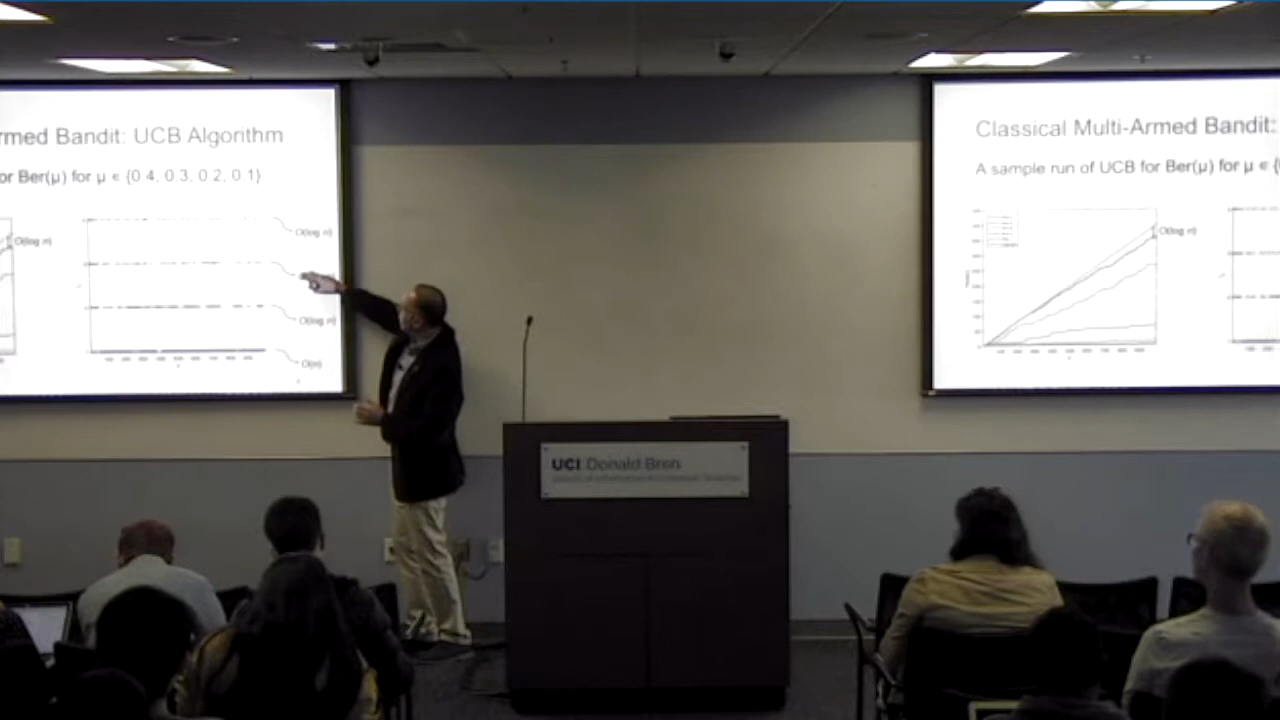 rmed Bandit: UCB Algorithm
or Ber(μ) for μ ∈ {0.4, 0.3, 0.2, 0.1}
O(log n)
O(log n)
O(log n)
O(n)
Classical Multi-Armed Bandit:
A sample run of UCB for Ber(μ) for μ ∈ {
O(log n)
UCI Donald Bren